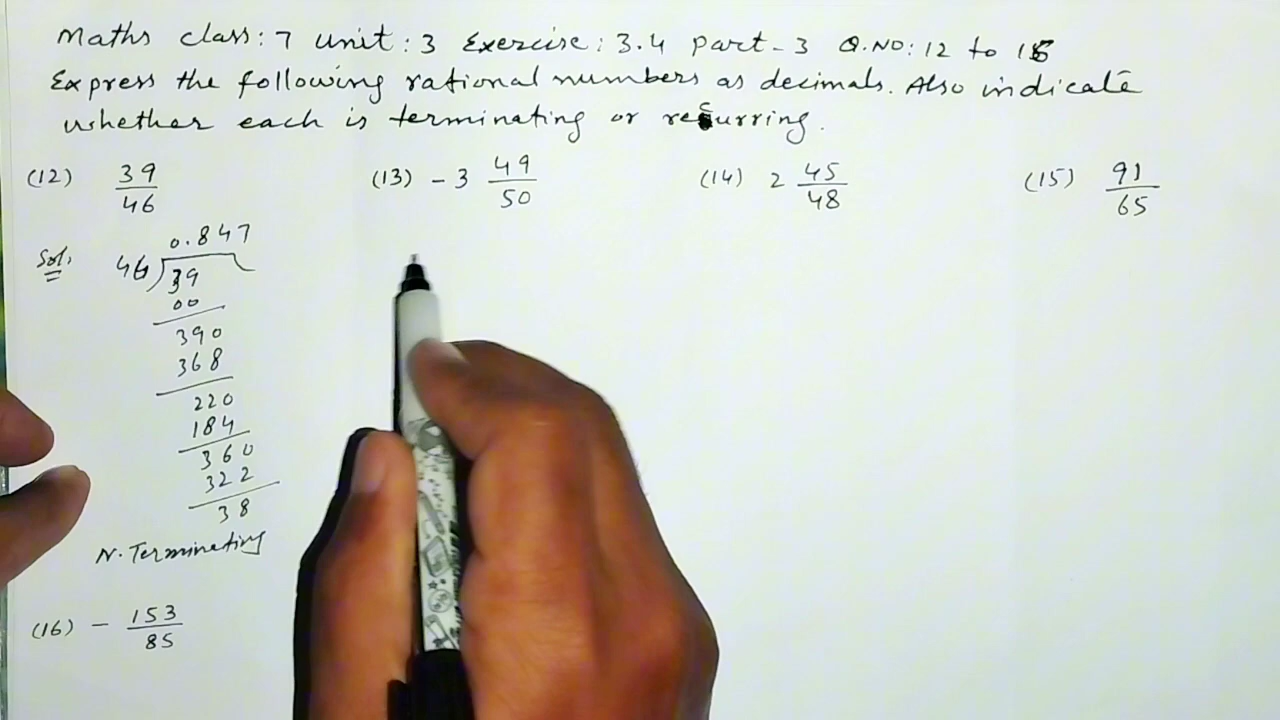 Maths class: 7 unit: 3 Exercise: 3.4 part-3 Q.NO: 12 to 16
Express the following rational numbers as decimals. Also indicate
whether each is terminating or recurring.
(12) 39/46 (13) -3 49/50 (14) 2 45/48 (15) 91/65
Sol.
0.847
46)39
00
390
368
220
184
360
322
38
N. Terminating
(16) - 153/85